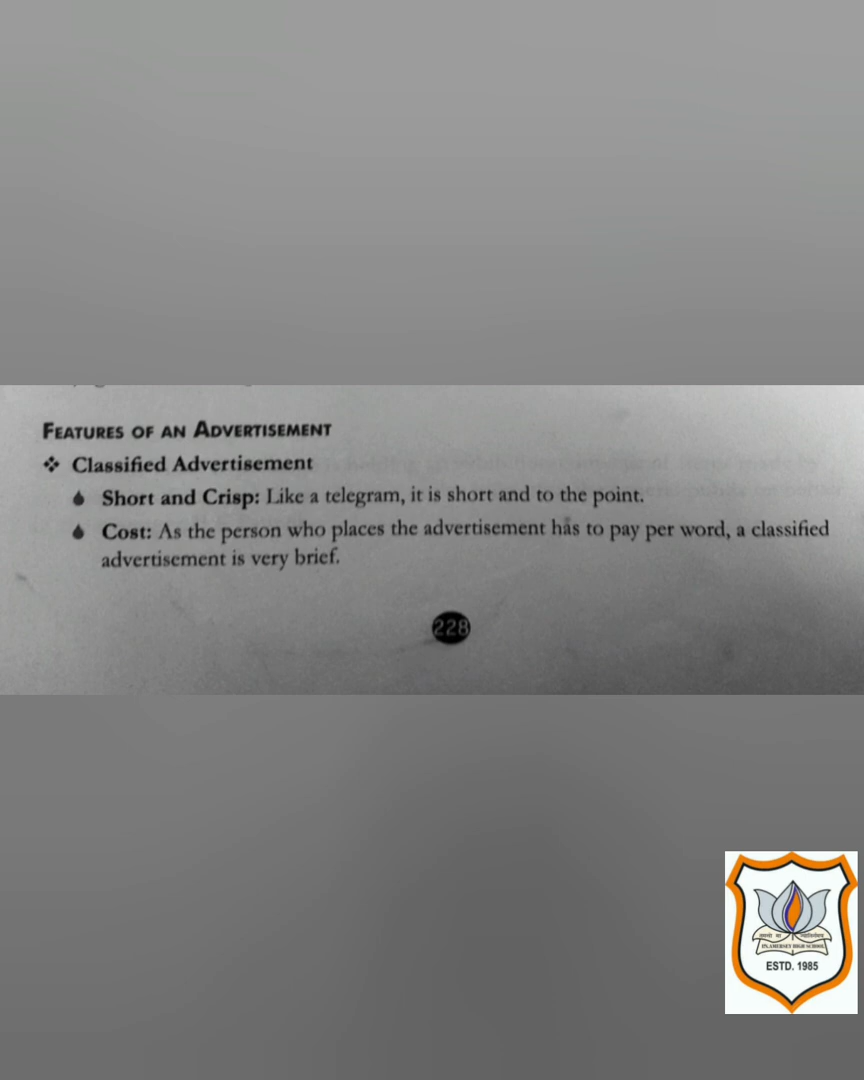 FEATURES OF AN ADVERTISEMENT
❖ Classified Advertisement
Short and Crisp: Like a telegram, it is short and to the point.
Cost: As the person who places the advertisement has to pay per word, a classified
advertisement is very brief.
228
HIGH SCHOOL
ESTD. 1985